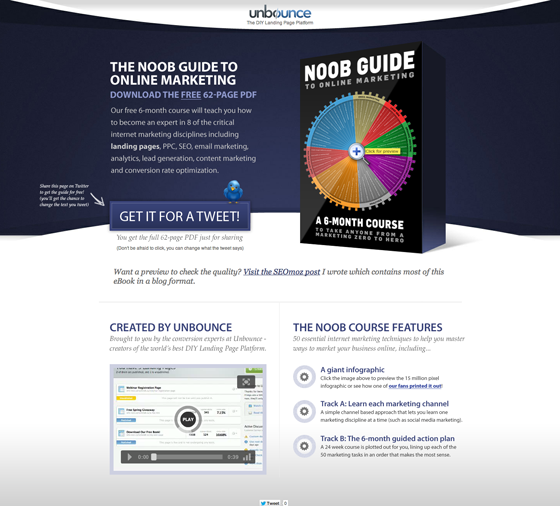 unbounce
The DIY Landing Page Platform
THE NOOB GUIDE TO
ONLINE MARKETING
DOWNLOAD THE FREE 62-PAGE PDF
Our free 6-month course will teach you how
to become an expert in 8 of the critical
internet marketing disciplines including
landing pages, PPC, SEO, email marketing,
analytics, lead generation, content marketing
and conversion rate optimization.
Share this page on Twitter
to get the guide for free!
(you'll get the chance to
change the text you tweet)
GET IT FOR A TWEET!
You get the full 62-page PDF just for sharing
(Don't be afraid to click, you can change what the tweet says)
NOOB GUIDE
TO ONLINE MARKETING
Click for preview
A 6-MONTH COURSE
TO TAKE ANYONE FROM A
MARKETING ZERO TO HERO
Want a preview to check the quality? Visit the SEOmoz post I wrote which contains most of this
eBook in a blog format.
CREATED BY UNBOUNCE
Brought to you by the conversion experts at Unbounce -
creators of the world's best DIY Landing Page Platform.
Webinar Registration Page
Free Spring Giveaway
Download Our Free Book
PLAY
0:00
0:39
THE NOOB COURSE FEATURES
50 essential internet marketing techniques to help you master
ways to market your business online, including...
A giant infographic
Click the image above to preview the 15 million pixel
infographic or see how one of our fans printed it out!
Track A: Learn each marketing channel
A simple channel based approach that lets you learn one
marketing discipline at a time (such as social media marketing).
Track B: The 6-month guided action plan
A 24 week course is plotted out for you, lining up each of the
50 marketing tasks in an order that makes the most sense.
Tweet
0